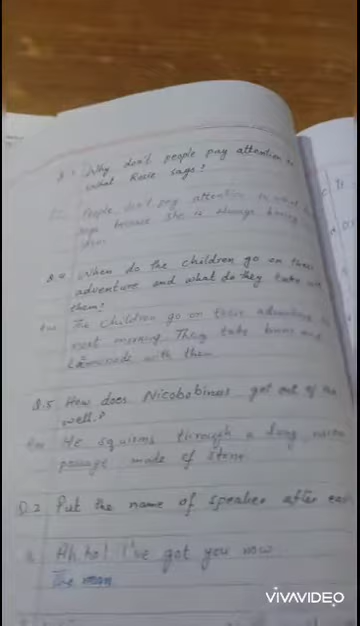 Q.3 Why don't people pay attention to
what Rosie says?
People don't pay attention to what
says because she is always having
Q.4 When do the children go on their
adventure and what do they take
them?
Ans The children go on their adventure
next morning. They take buns and
Lemonade with them
Q.5 How does Nicobobinus get out of the
well?
Ans He squirms through a long narrow
passage made of stone
Q.2 Put the name of speaker after
Ah ha! I've got you now
The man
VIVAVIDEO